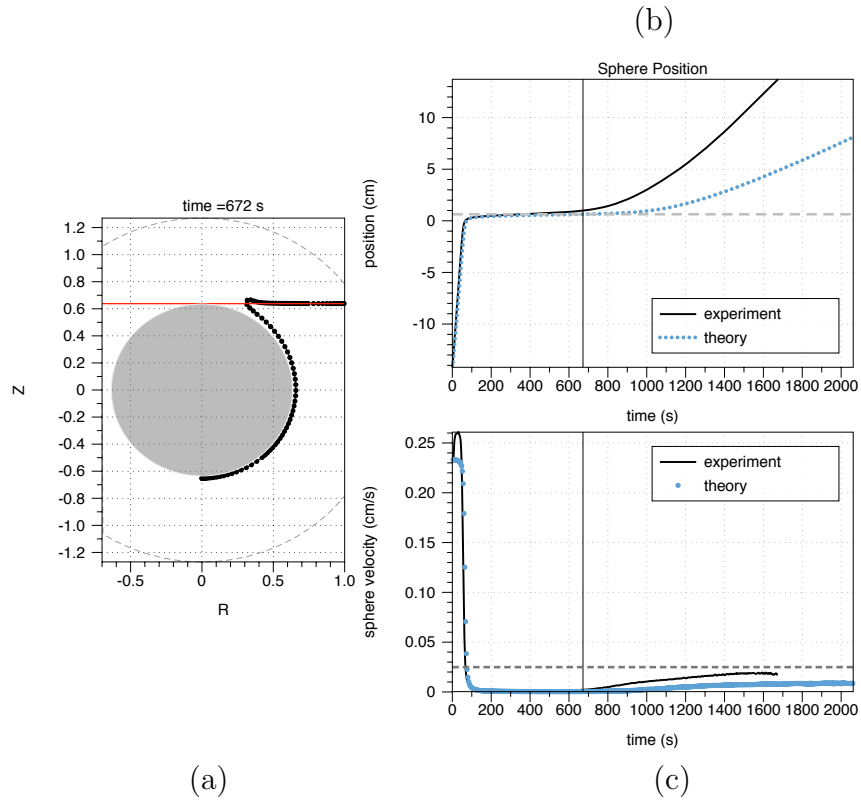 (b)
Sphere Position
position (cm)
10
5
0
-5
-10
experiment
theory
0 200 400 600 800 1000 1200 1400 1600 1800 2000
time (s)
time =672 s
Z
1.2
1.0
0.8
0.6
0.4
0.2
0
-0.2
-0.4
-0.6
-0.8
-1.0
-1.2
-0.5 0 0.5 1.0
R
sphere velocity (cm/s)
0.25
0.20
0.15
0.10
0.05
0
experiment
theory
0 200 400 600 800 1000 1200 1400 1600 1800 2000
time (s)
(a)
(c)